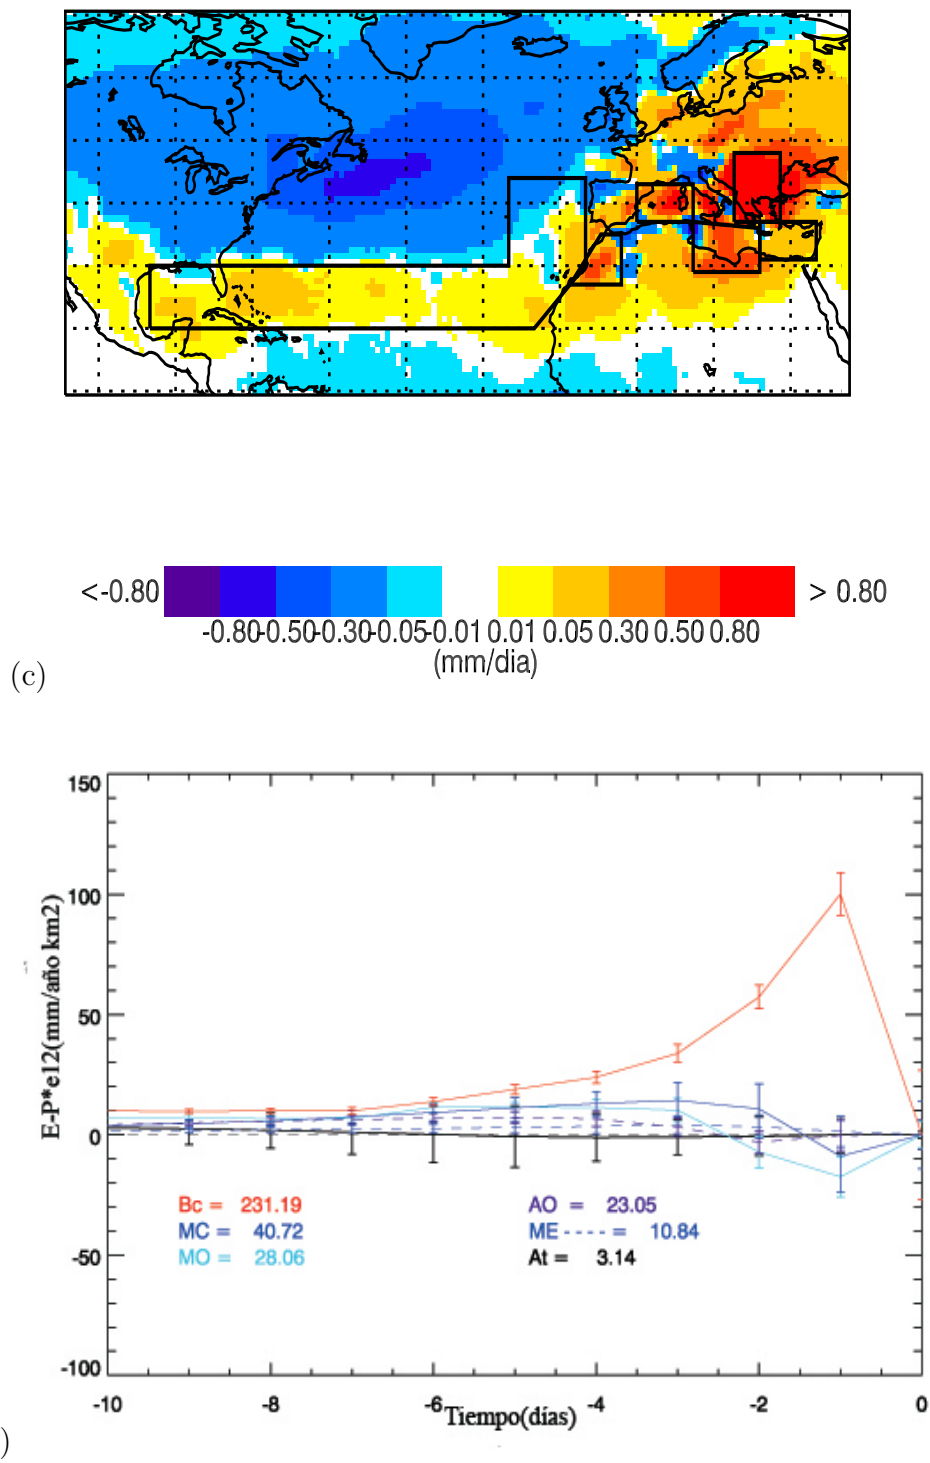 <-0.80 > 0.80
-0.80 -0.50 -0.30 -0.05 -0.01 0.01 0.05 0.30 0.50 0.80
(mm/dia)
(c)
150
100
50
0
-50
-100
E-P*e12(mm/año km2)
Bc = 231.19 AO = 23.05
MC = 40.72 ME ---- = 10.84
MO = 28.06 At = 3.14
-10 -8 -6 -4 -2 0
Tiempo(días)
)